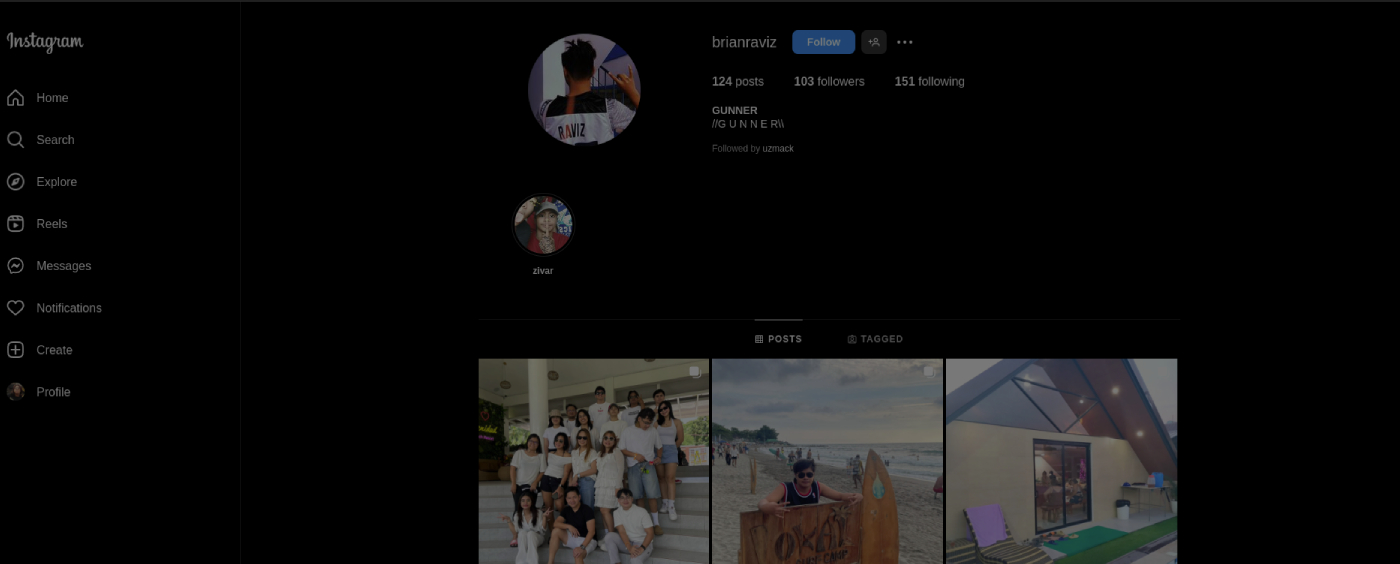 Instagram
Home
Search
Explore
Reels
Messages
Notifications
Create
Profile
brianraviz Follow
124 posts 103 followers 151 following
GUNNER
//G U N N E R\\
Followed by uzmack
RAVIZ
zivar
POSTS TAGGED